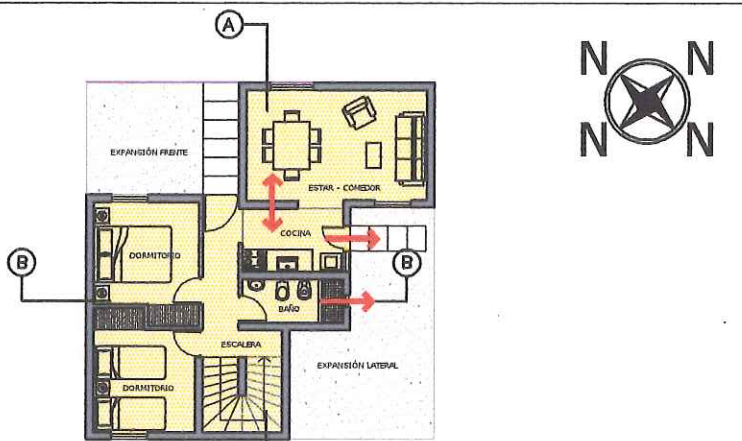 A
N N
N N
EXPANSIÓN FRENTE
ESTAR - COMEDOR
COCINA
DORMITORIO
B
B
BAÑO
ESCALERA
EXPANSIÓN LATERAL
DORMITORIO